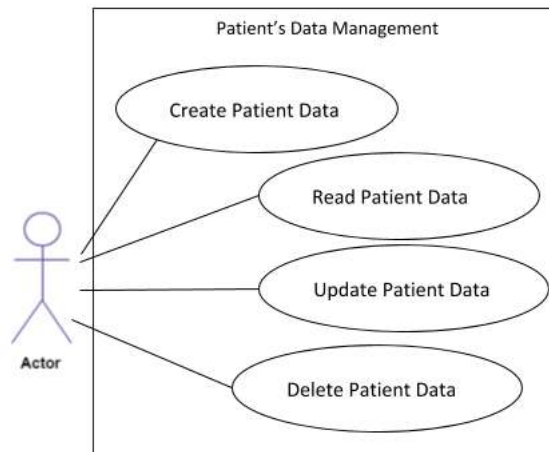 Patient’s Data Management
Create Patient Data
Read Patient Data
Update Patient Data
Delete Patient Data
Actor